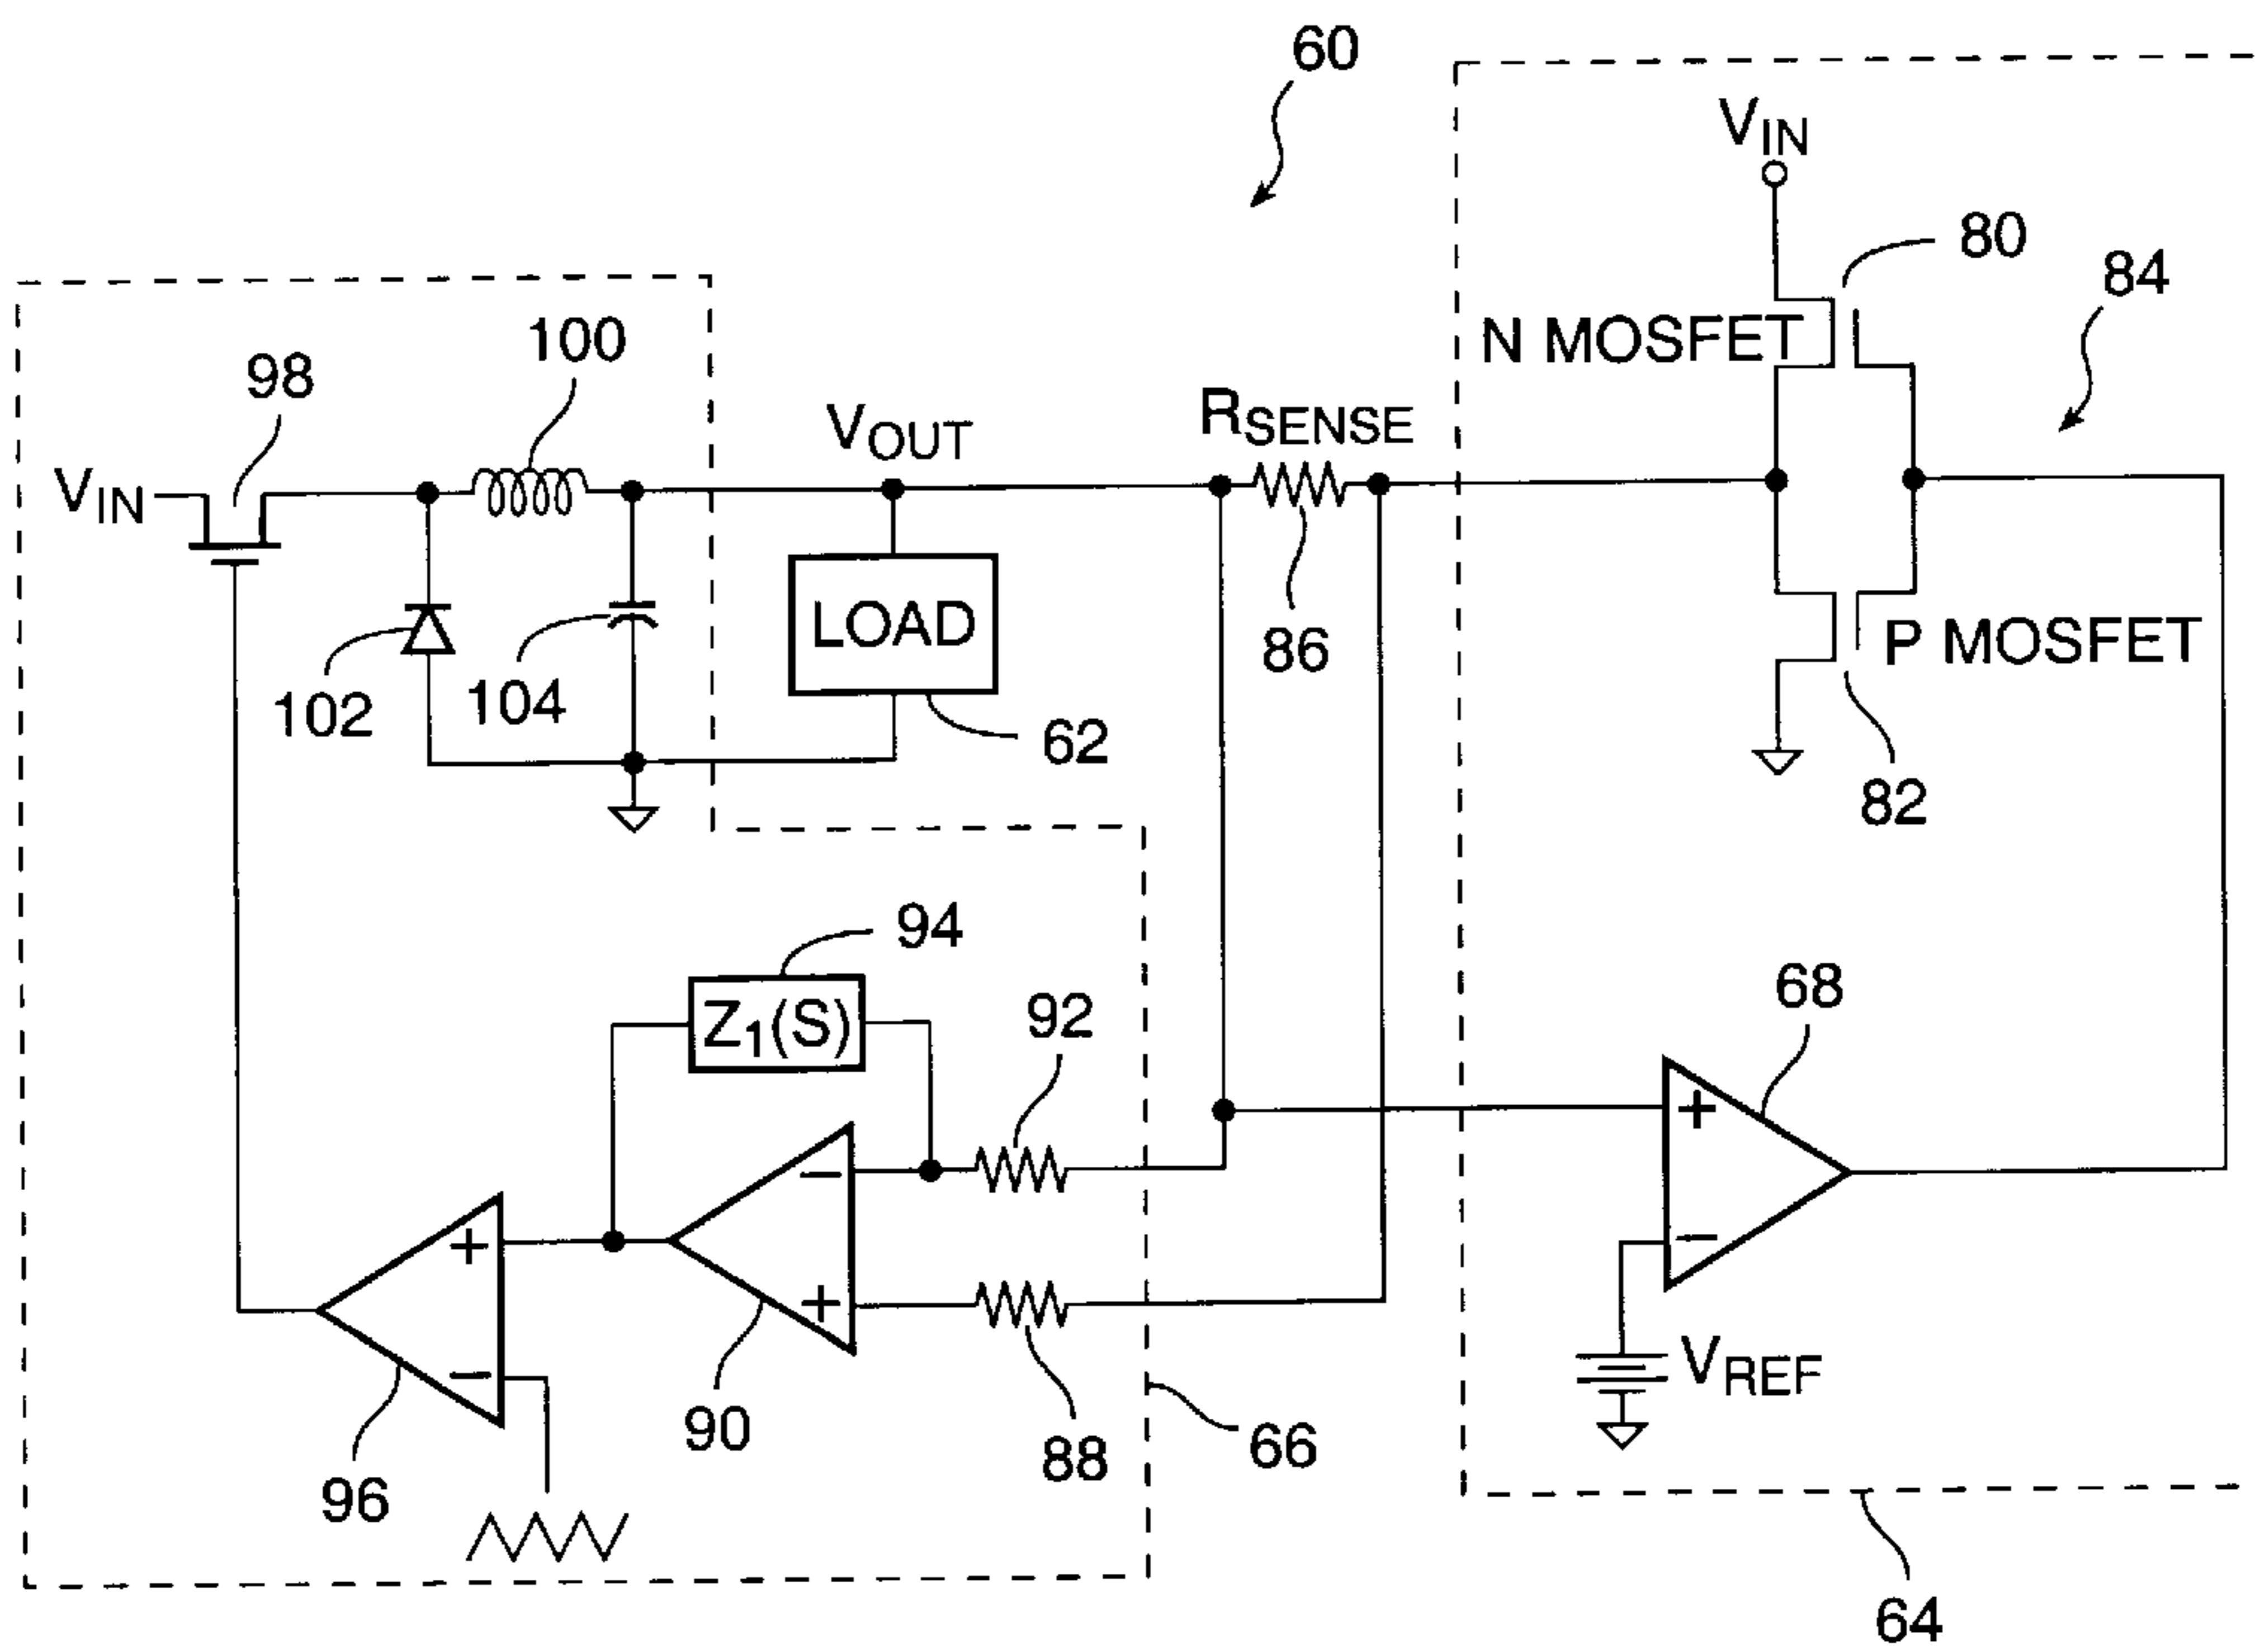 60
VIN
80
84
N MOSFET
100
98
VOUT
RSENSE
VIN
LOAD
86
P MOSFET
102
104
62
82
94
Z1(S)
92
68
+
−
−
+
+
−
VREF
90
88
66
96
64